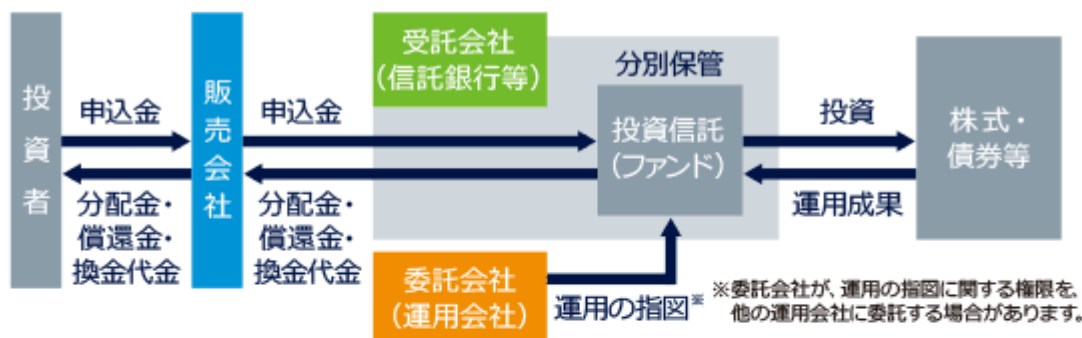 投資者
申込金
分配金・
償還金・
換金代金
販売会社
申込金
分配金・
償還金・
換金代金
受託会社
(信託銀行等)
分別保管
投資信託
(ファンド)
委託会社
(運用会社)
運用の指図※
投資
運用成果
株式・
債券等
※委託会社が、運用の指図に関する権限を、
他の運用会社に委託する場合があります。